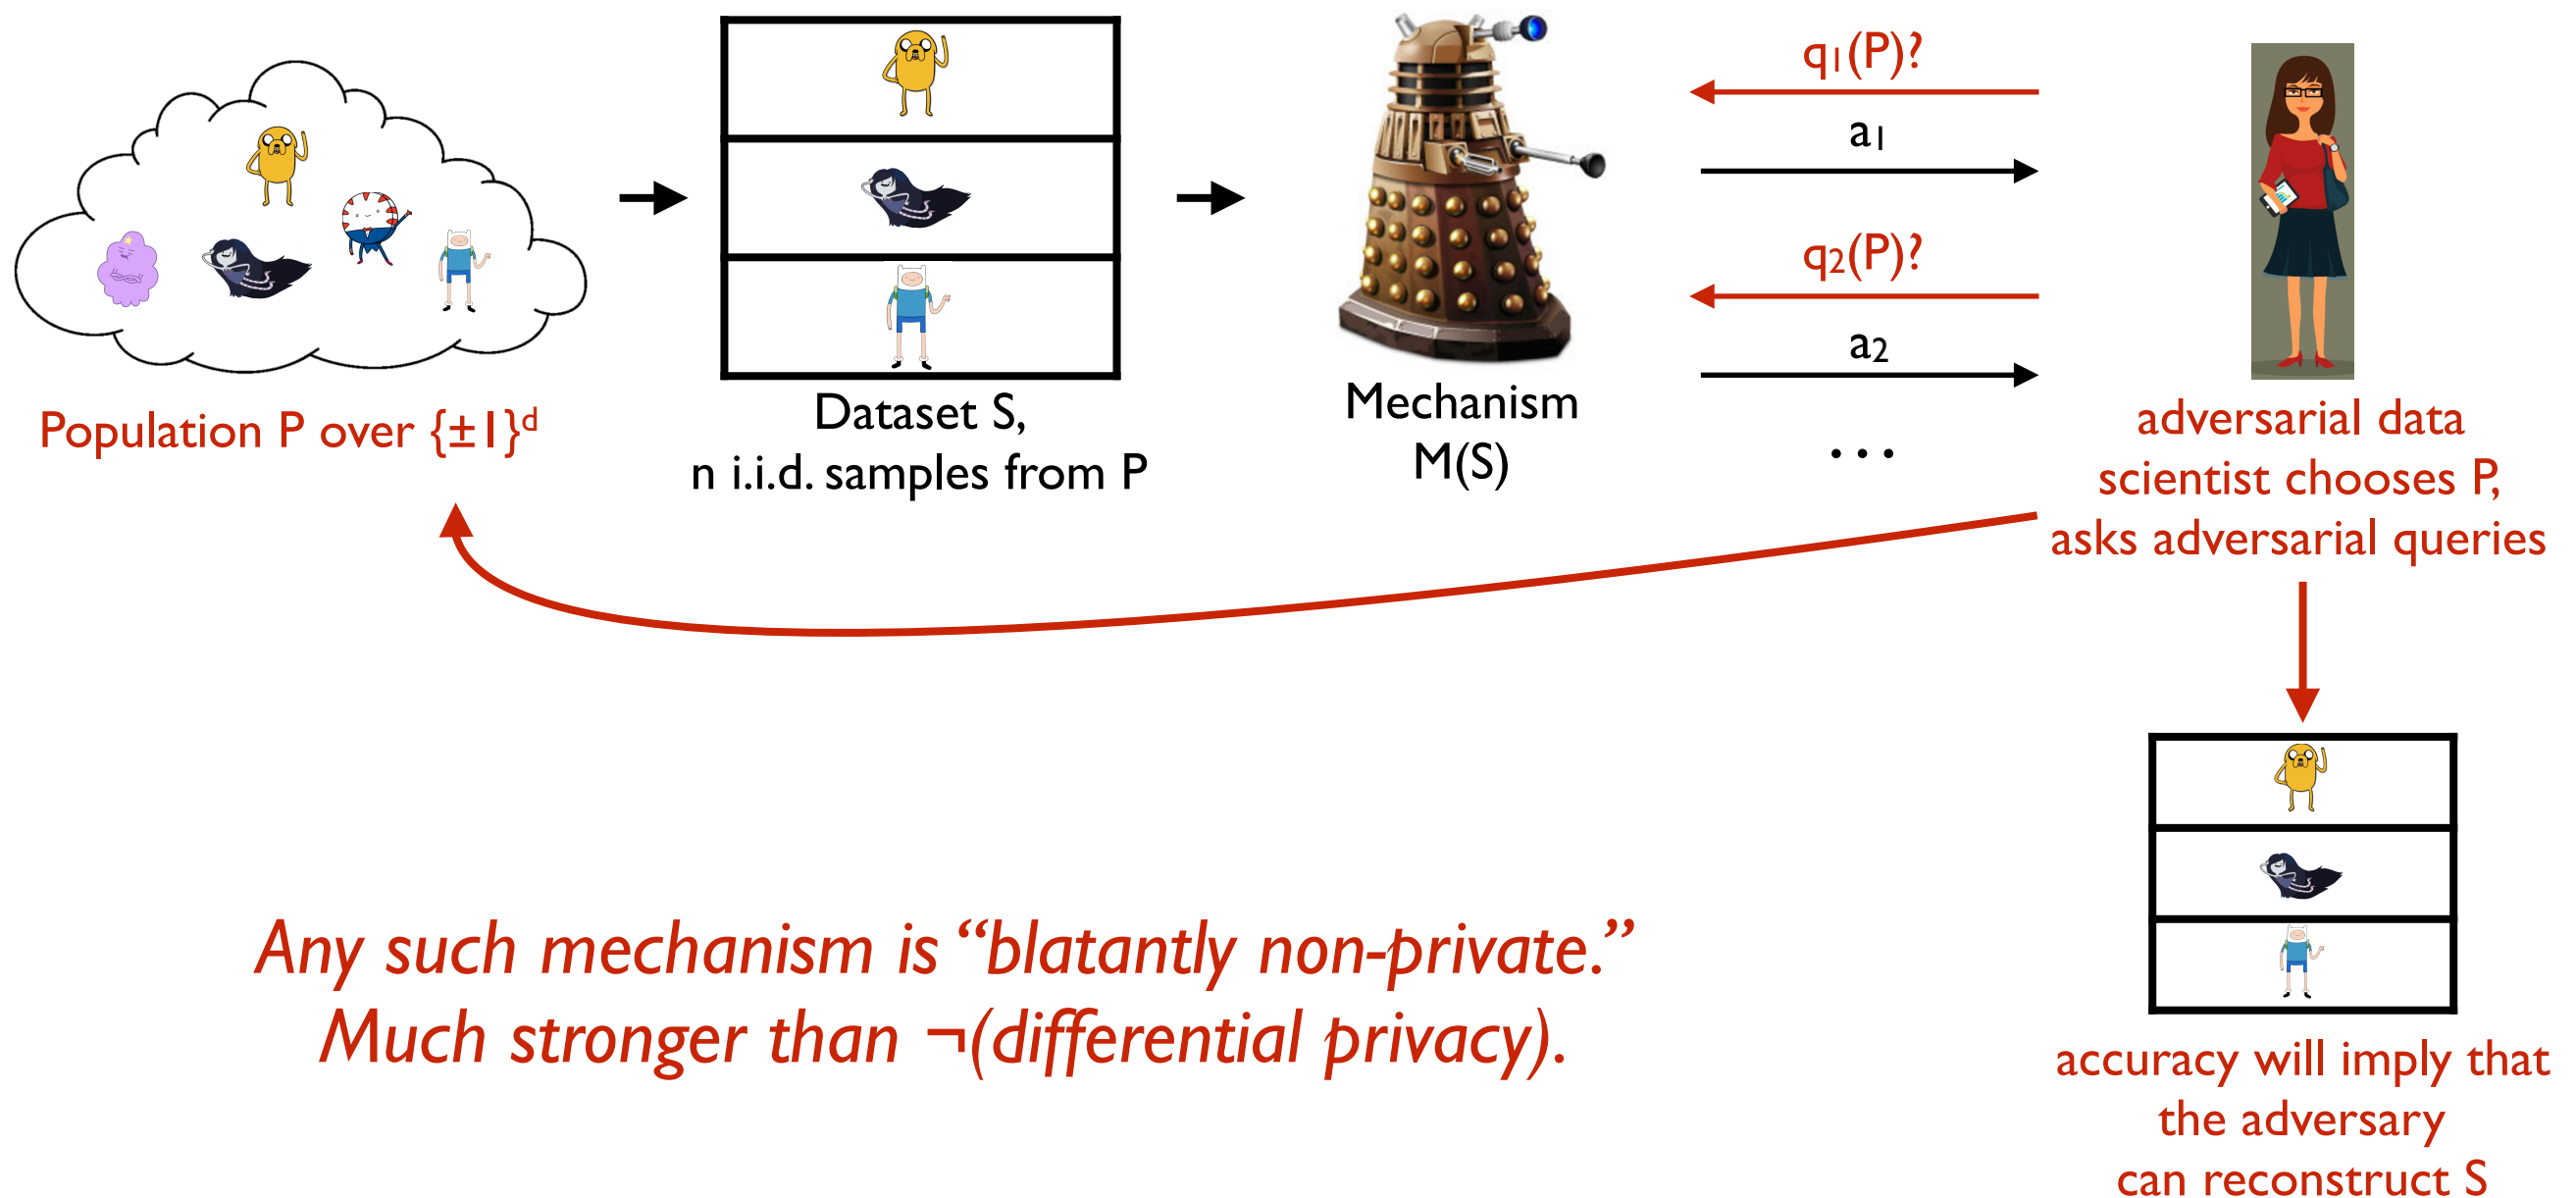 q₁(P)?
a₁
q₂(P)?
a₂
...
Population P over {±1}ᵈ
Dataset S,
n i.i.d. samples from P
Mechanism
M(S)
adversarial data
scientist chooses P,
asks adversarial queries
Any such mechanism is “blatantly non-private.”
Much stronger than ¬(differential privacy).
accuracy will imply that
the adversary
can reconstruct S